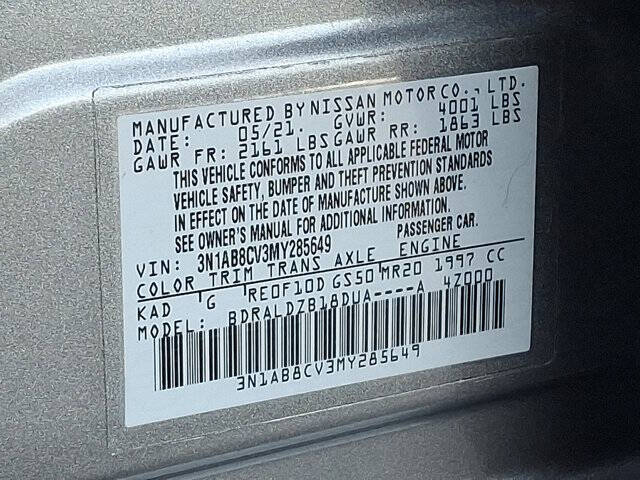 MANUFACTURED BY NISSAN MOTOR CO., LTD.
DATE: 05/21. GVWR: 4001 LBS
GAWR FR: 2161 LBS GAWR RR: 1863 LBS
THIS VEHICLE CONFORMS TO ALL APPLICABLE FEDERAL MOTOR
VEHICLE SAFETY, BUMPER AND THEFT PREVENTION STANDARDS
IN EFFECT ON THE DATE OF MANUFACTURE SHOWN ABOVE.
SEE OWNER'S MANUAL FOR ADDITIONAL INFORMATION.
VIN: 3N1AB8CV3MY285649 PASSENGER CAR.
COLOR TRIM TRANS AXLE ENGINE
KAD G RE0F10D GS50 MR20 1997 CC
MODEL: BDRALDZB18DUA----A 4Z000
3N1AB8CV3MY285649